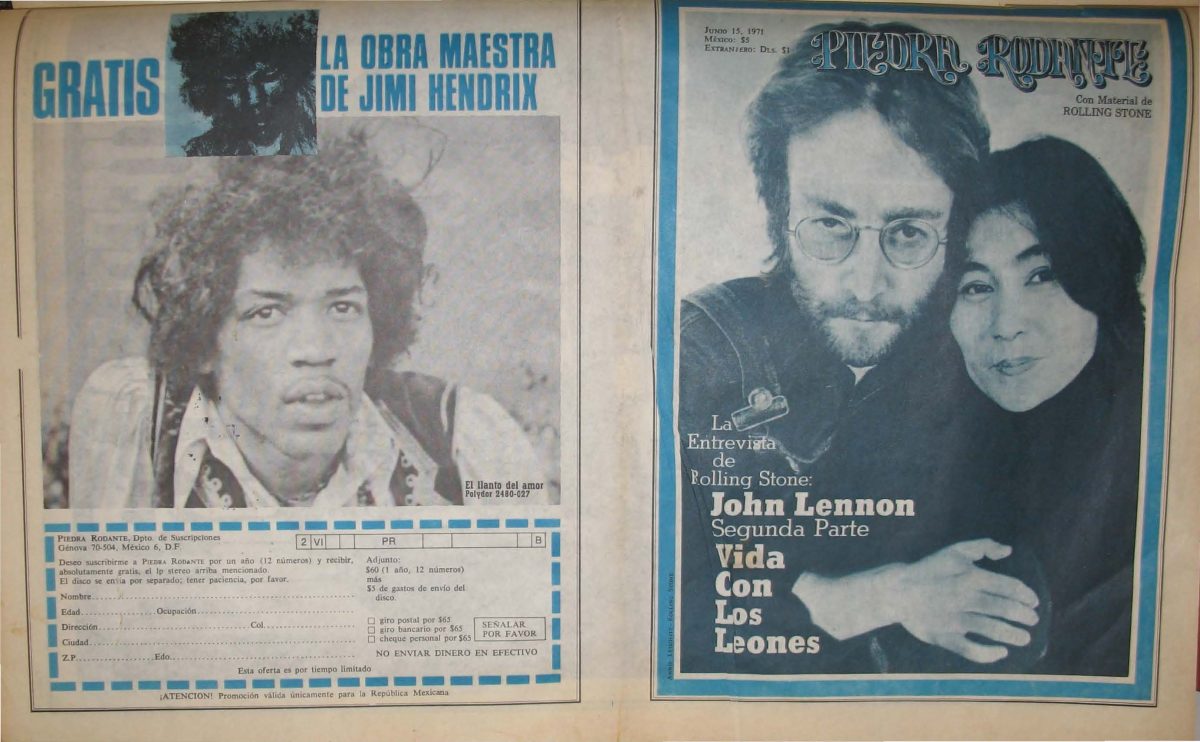 GRATIS
LA OBRA MAESTRA
DE JIMI HENDRIX
El llanto del amor
Polydor 2480-027
PIEDRA RODANTE, Dpto. de Suscripciones
Génova 70-504, México 6, D.F.
2 VI PR B
Deseo suscribirme a PIEDRA RODANTE por un año (12 números) y recibir,
absolutamente gratis, el lp stereo arriba mencionado.
El disco se envía por separado; tener paciencia, por favor.
Nombre
Edad Ocupación
Dirección Col.
Ciudad
Z.P. Edo.
Adjunto:
$60 (1 año, 12 números)
más
$5 de gastos de envío del
disco.
giro postal por $65
giro bancario por $65
cheque personal por $65
SEÑALAR
POR FAVOR
NO ENVIAR DINERO EN EFECTIVO
Esta oferta es por tiempo limitado
¡ATENCION! Promoción válida únicamente para la República Mexicana
JUNIO 15, 1971
MÉXICO: $5
EXTRANJERO: DLS. $1
PIEDRA RODANTE
Con Material de
ROLLING STONE
La
Entrevista
de
Rolling Stone:
John Lennon
Segunda Parte
Vida
Con
Los
Leones
ANNIE LEIBOVITZ-ROLLING STONE